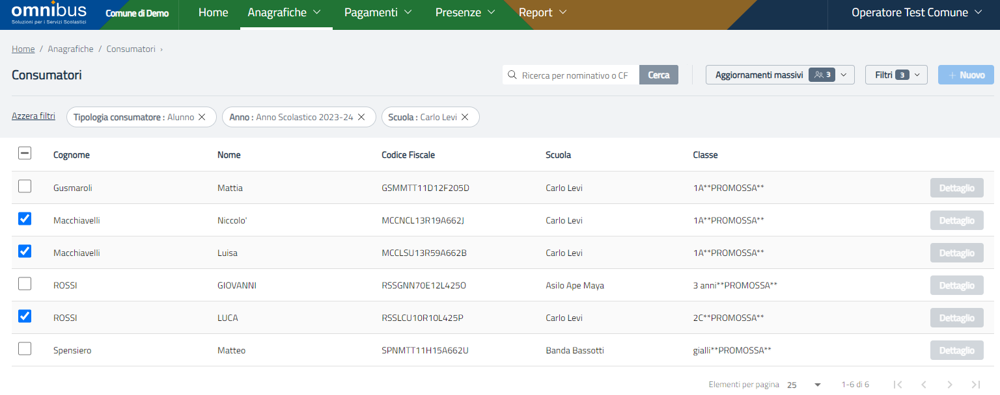 omnibus
Soluzioni per i Servizi Scolastici
Comune di Demo Home Anagrafiche Pagamenti Presenze Report Operatore Test Comune
Home / Anagrafiche / Consumatori ›
Consumatori Ricerca per nominativo o CF Cerca Aggiornamenti massivi 3 Filtri 3 + Nuovo
Azzera filtri Tipologia consumatore : Alunno Anno : Anno Scolastico 2023-24 Scuola : Carlo Levi
Cognome Nome Codice Fiscale Scuola Classe
Gusmaroli Mattia GSMMTT11D12F205D Carlo Levi 1A**PROMOSSA** Dettaglio
Macchiavelli Niccolo' MCCNCL13R19A662J Carlo Levi 1A**PROMOSSA** Dettaglio
Macchiavelli Luisa MCCLSU13R59A662B Carlo Levi 1A**PROMOSSA** Dettaglio
ROSSI GIOVANNI RSSGNN70E12L425O Asilo Ape Maya 3 anni**PROMOSSA** Dettaglio
ROSSI LUCA RSSLCU10R10L425P Carlo Levi 2C**PROMOSSA** Dettaglio
Spensiero Matteo SPNMTT11H15A662U Banda Bassotti gialli**PROMOSSA** Dettaglio
Elementi per pagina 25 1-6 di 6